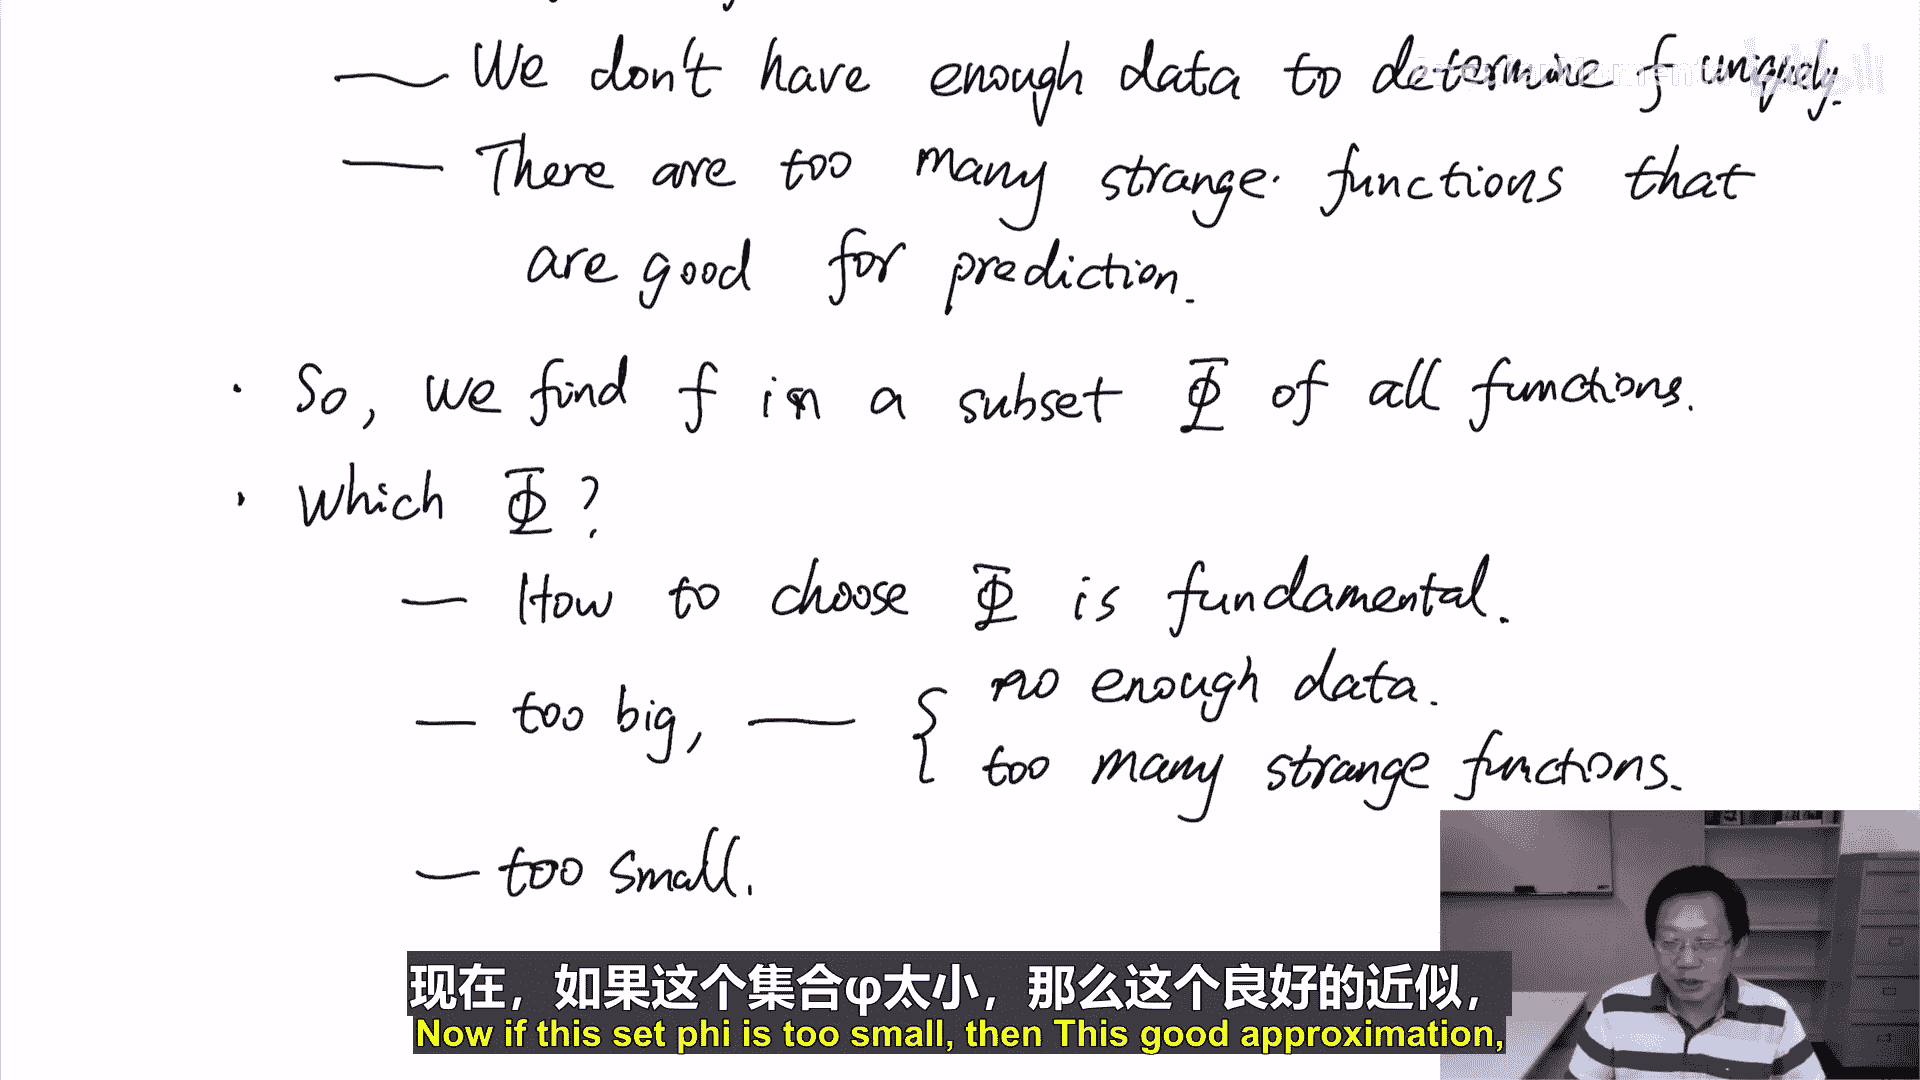 — We don't have enough data to determine f uniquely.
— There are too many strange functions that
are good for prediction.
· So, we find f in a subset Φ of all functions.
· Which Φ?
— How to choose Φ is fundamental.
— too big, — { no enough data.
too many strange functions.
— too small.
现在，如果这个集合φ太小，那么这个良好的近似，
Now if this set phi is too small, then This good approximation,